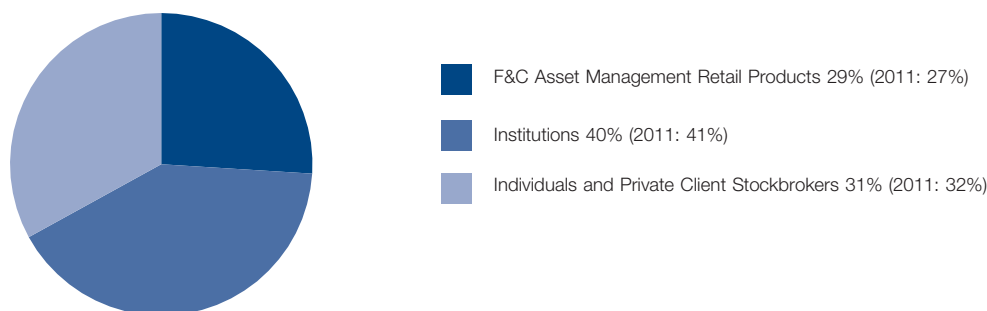 F&C Asset Management Retail Products 29% (2011: 27%)
Institutions 40% (2011: 41%)
Individuals and Private Client Stockbrokers 31% (2011: 32%)